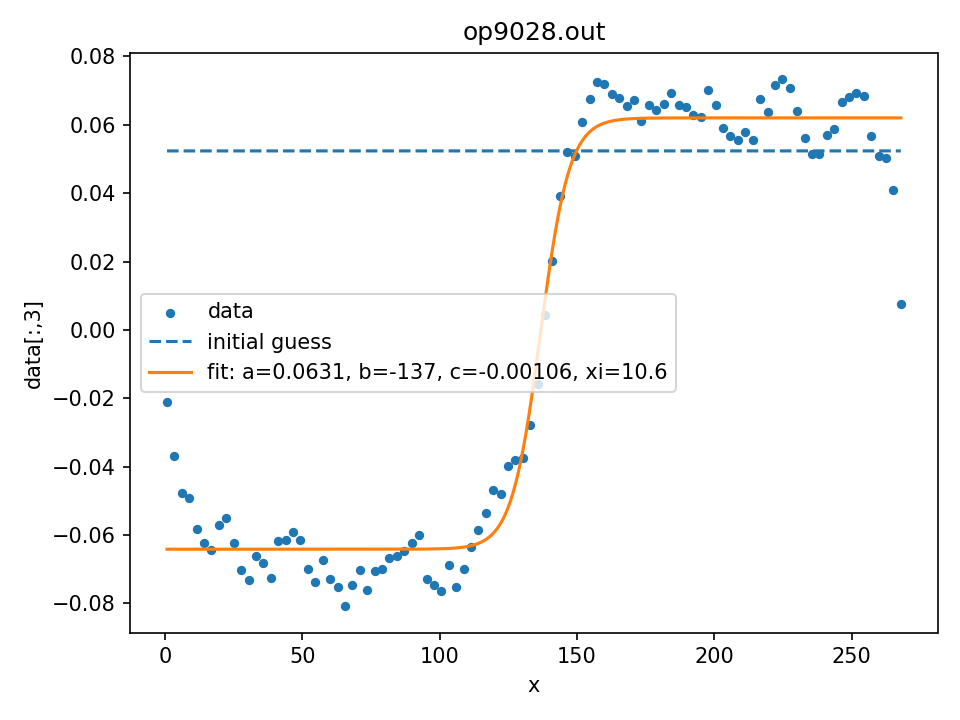 op9028.out
data[:,3]
0.08
0.06
0.04
0.02
0.00
−0.02
−0.04
−0.06
−0.08
data
initial guess
fit: a=0.0631, b=-137, c=-0.00106, xi=10.6
0 50 100 150 200 250
x